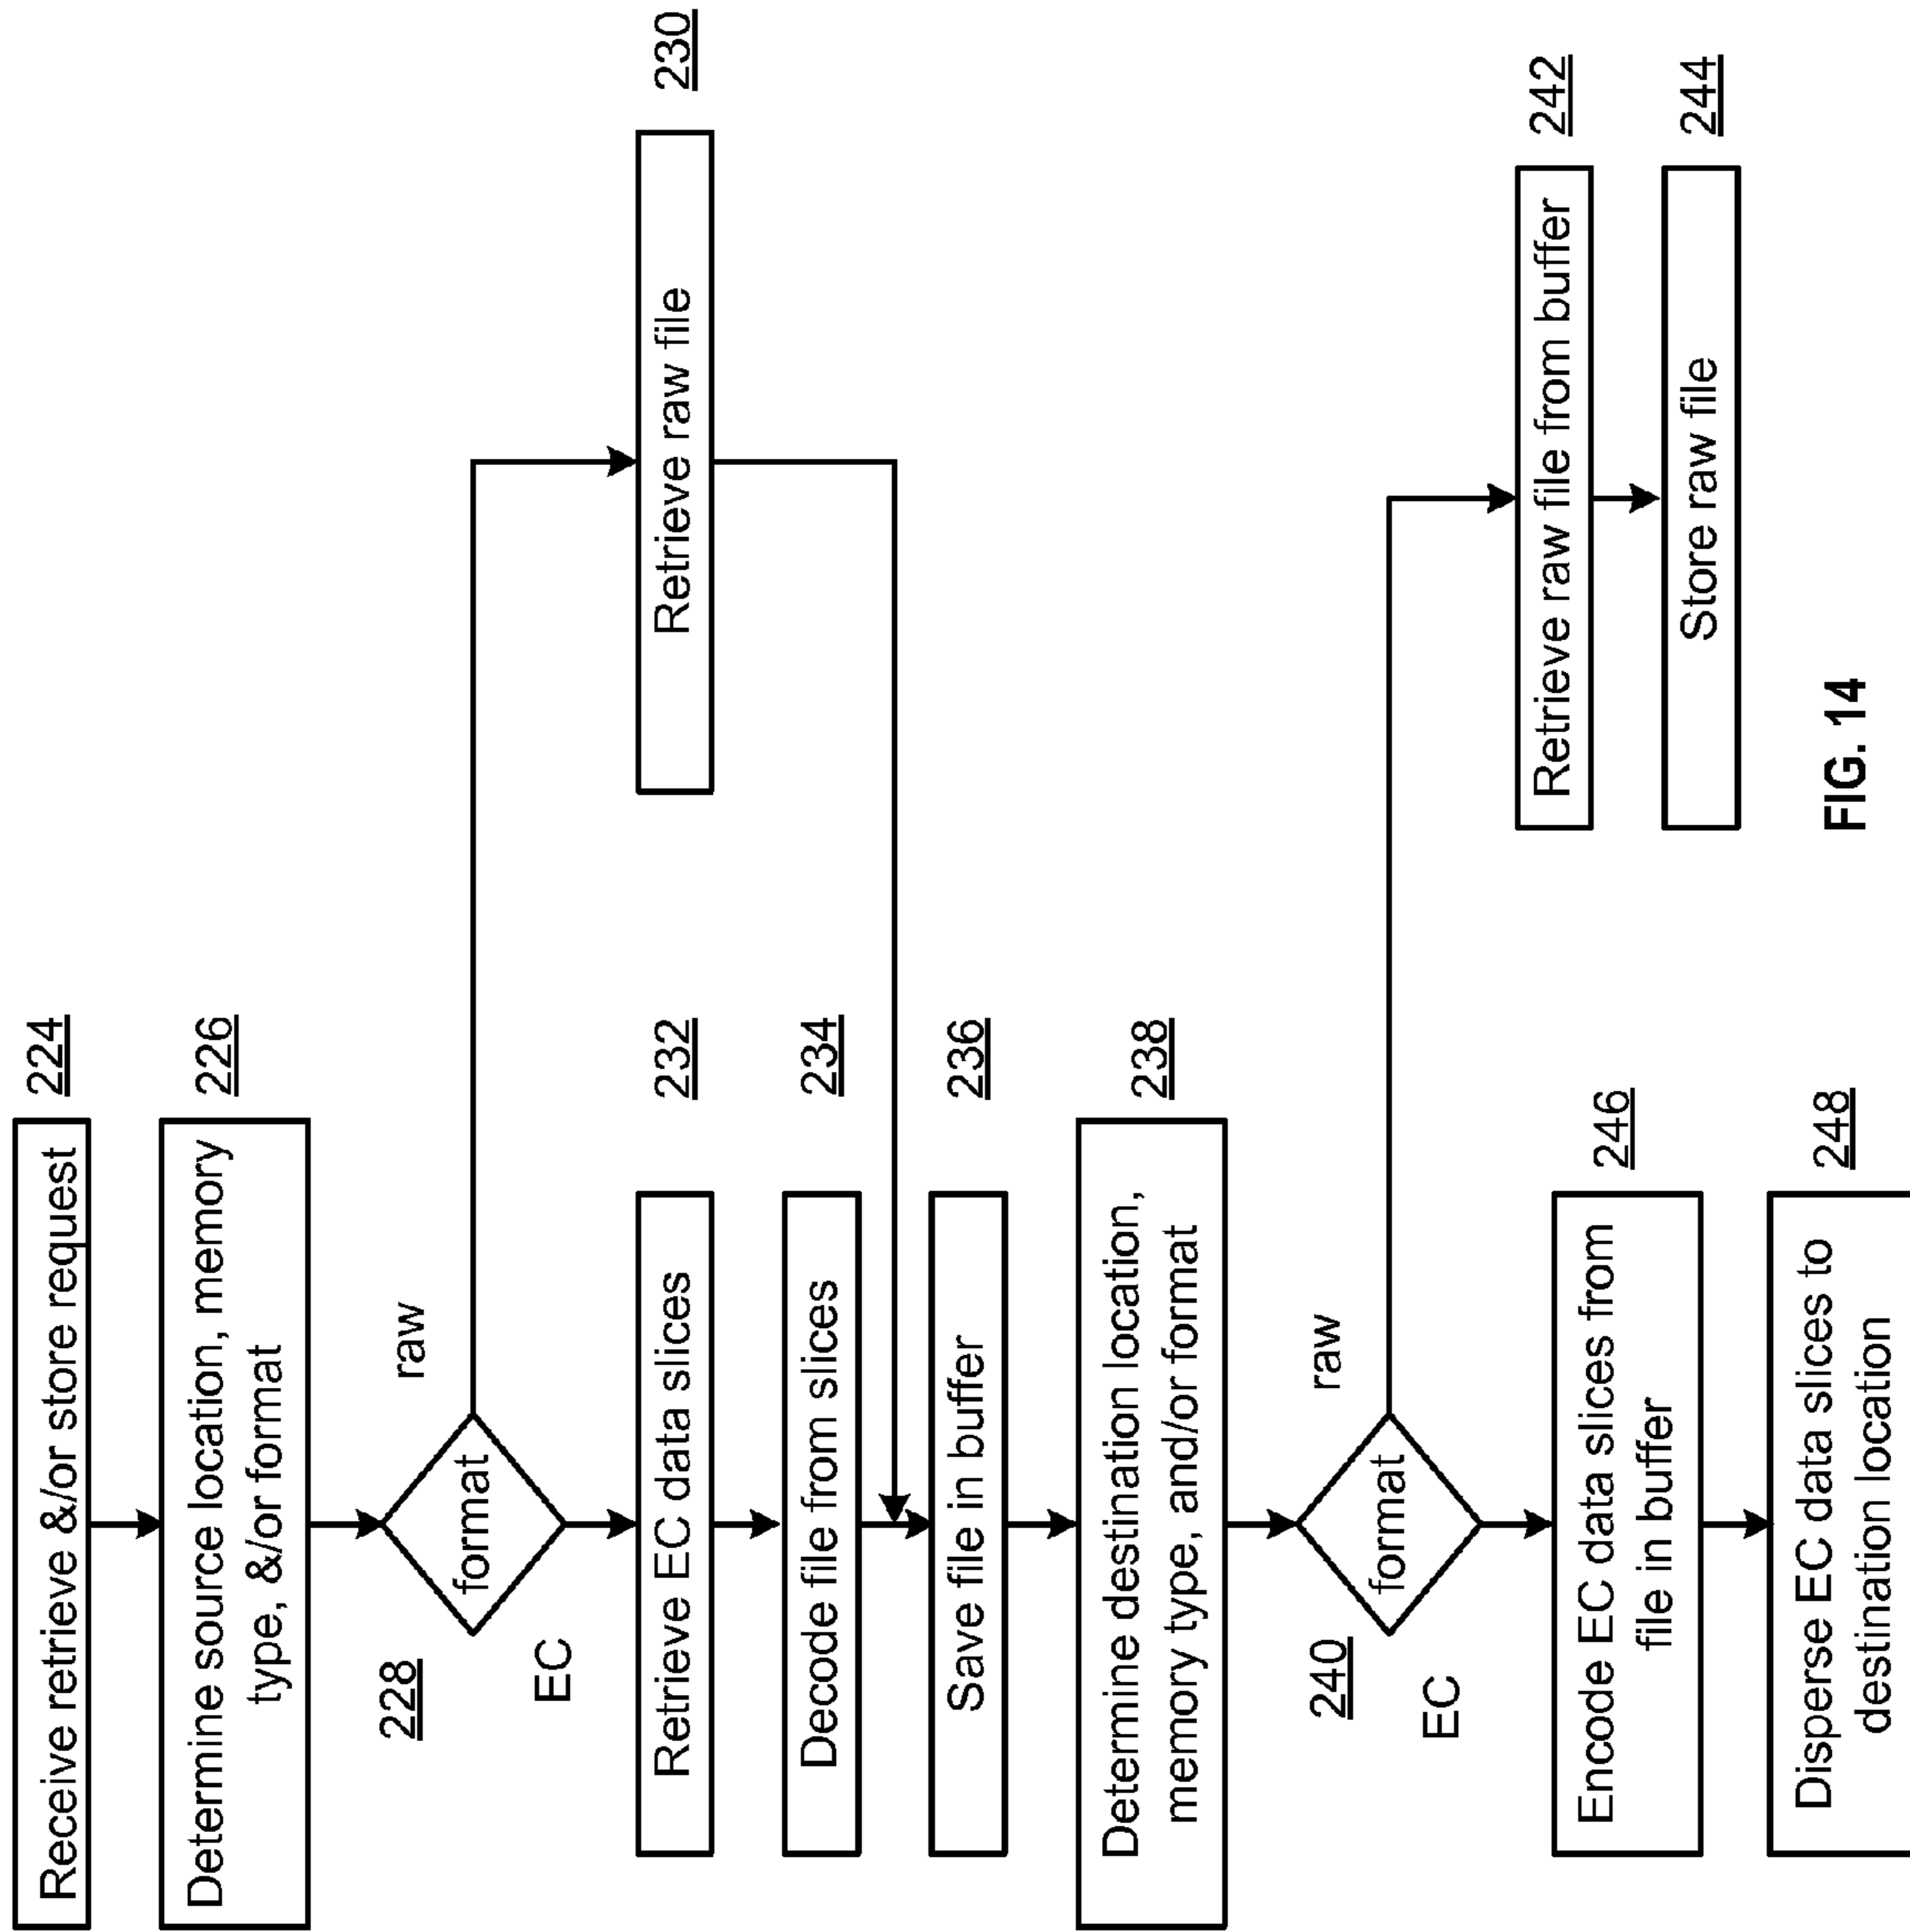 Receive retrieve &/or store request
224
Determine source location, memory
type, &/or format
226
228
format
raw
EC
Retrieve raw file
230
Retrieve EC data slices
232
Decode file from slices
234
Save file in buffer
236
Determine destination location,
memory type, and/or format
238
240
format
raw
EC
Retrieve raw file from buffer
242
Store raw file
244
Encode EC data slices from
file in buffer
246
Disperse EC data slices to
destination location
248
FIG. 14